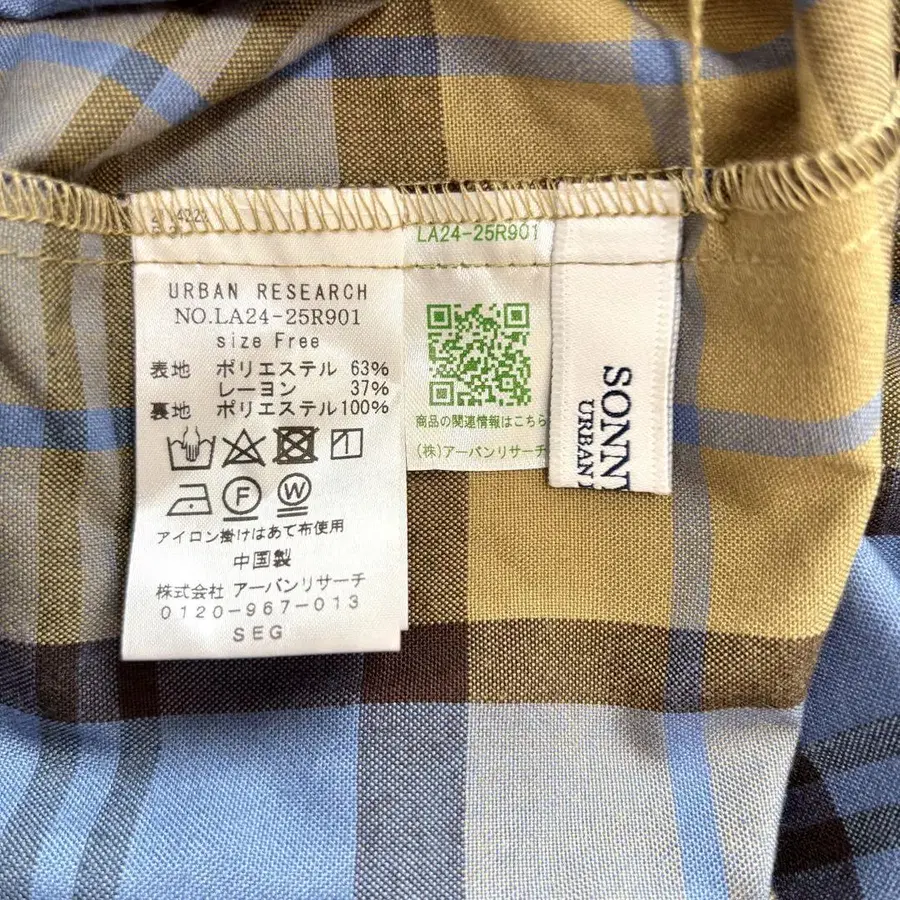 URBAN RESEARCH
NO.LA24-25R901
size Free
表地 ポリエステル 63%
レーヨン 37%
裏地 ポリエステル100%
F W
アイロン掛けはあて布使用
中国製
株式会社 アーバンリサーチ
0120-967-013
SEG
LA24-25R901
商品の関連情報はこちら
(株)アーバンリサーチ
SONNY
URBAN